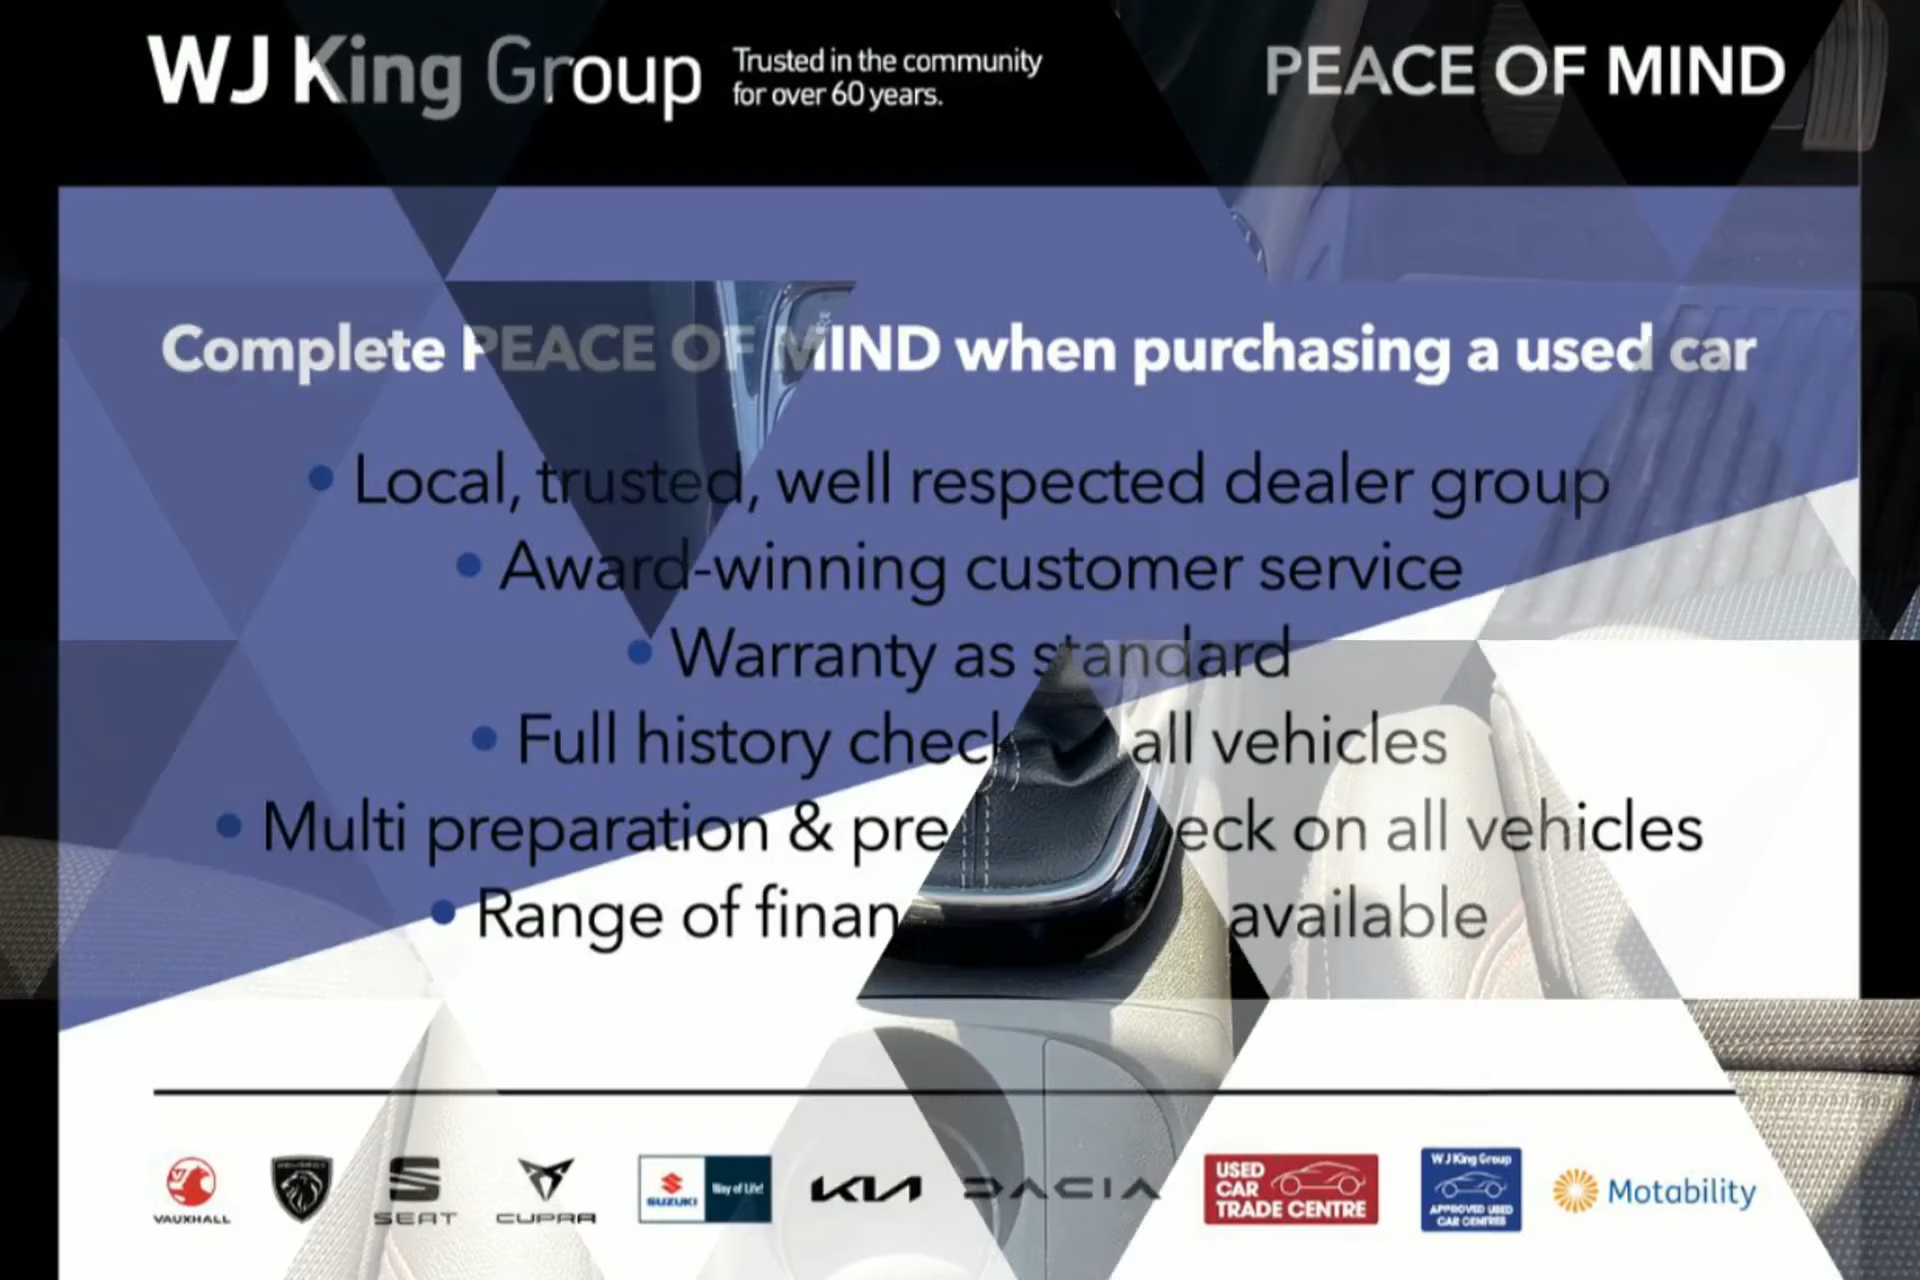 WJ King Group
Trusted in the community
for over 60 years.
PEACE OF MIND
Complete PEACE OF MIND when purchasing a used car
• Local, trusted, well respected dealer group
• Award-winning customer service
• Warranty as standard
• Full history check all vehicles
• Multi preparation & pre eck on all vehicles
• Range of finan available
VAUXHALL
PEUGEOT
SEAT
CUPRA
SUZUKI
Way of Life!
KIA
DACIA
USED
CAR
TRADE CENTRE
W J King Group
APPROVED USED
CAR CENTRES
Motability